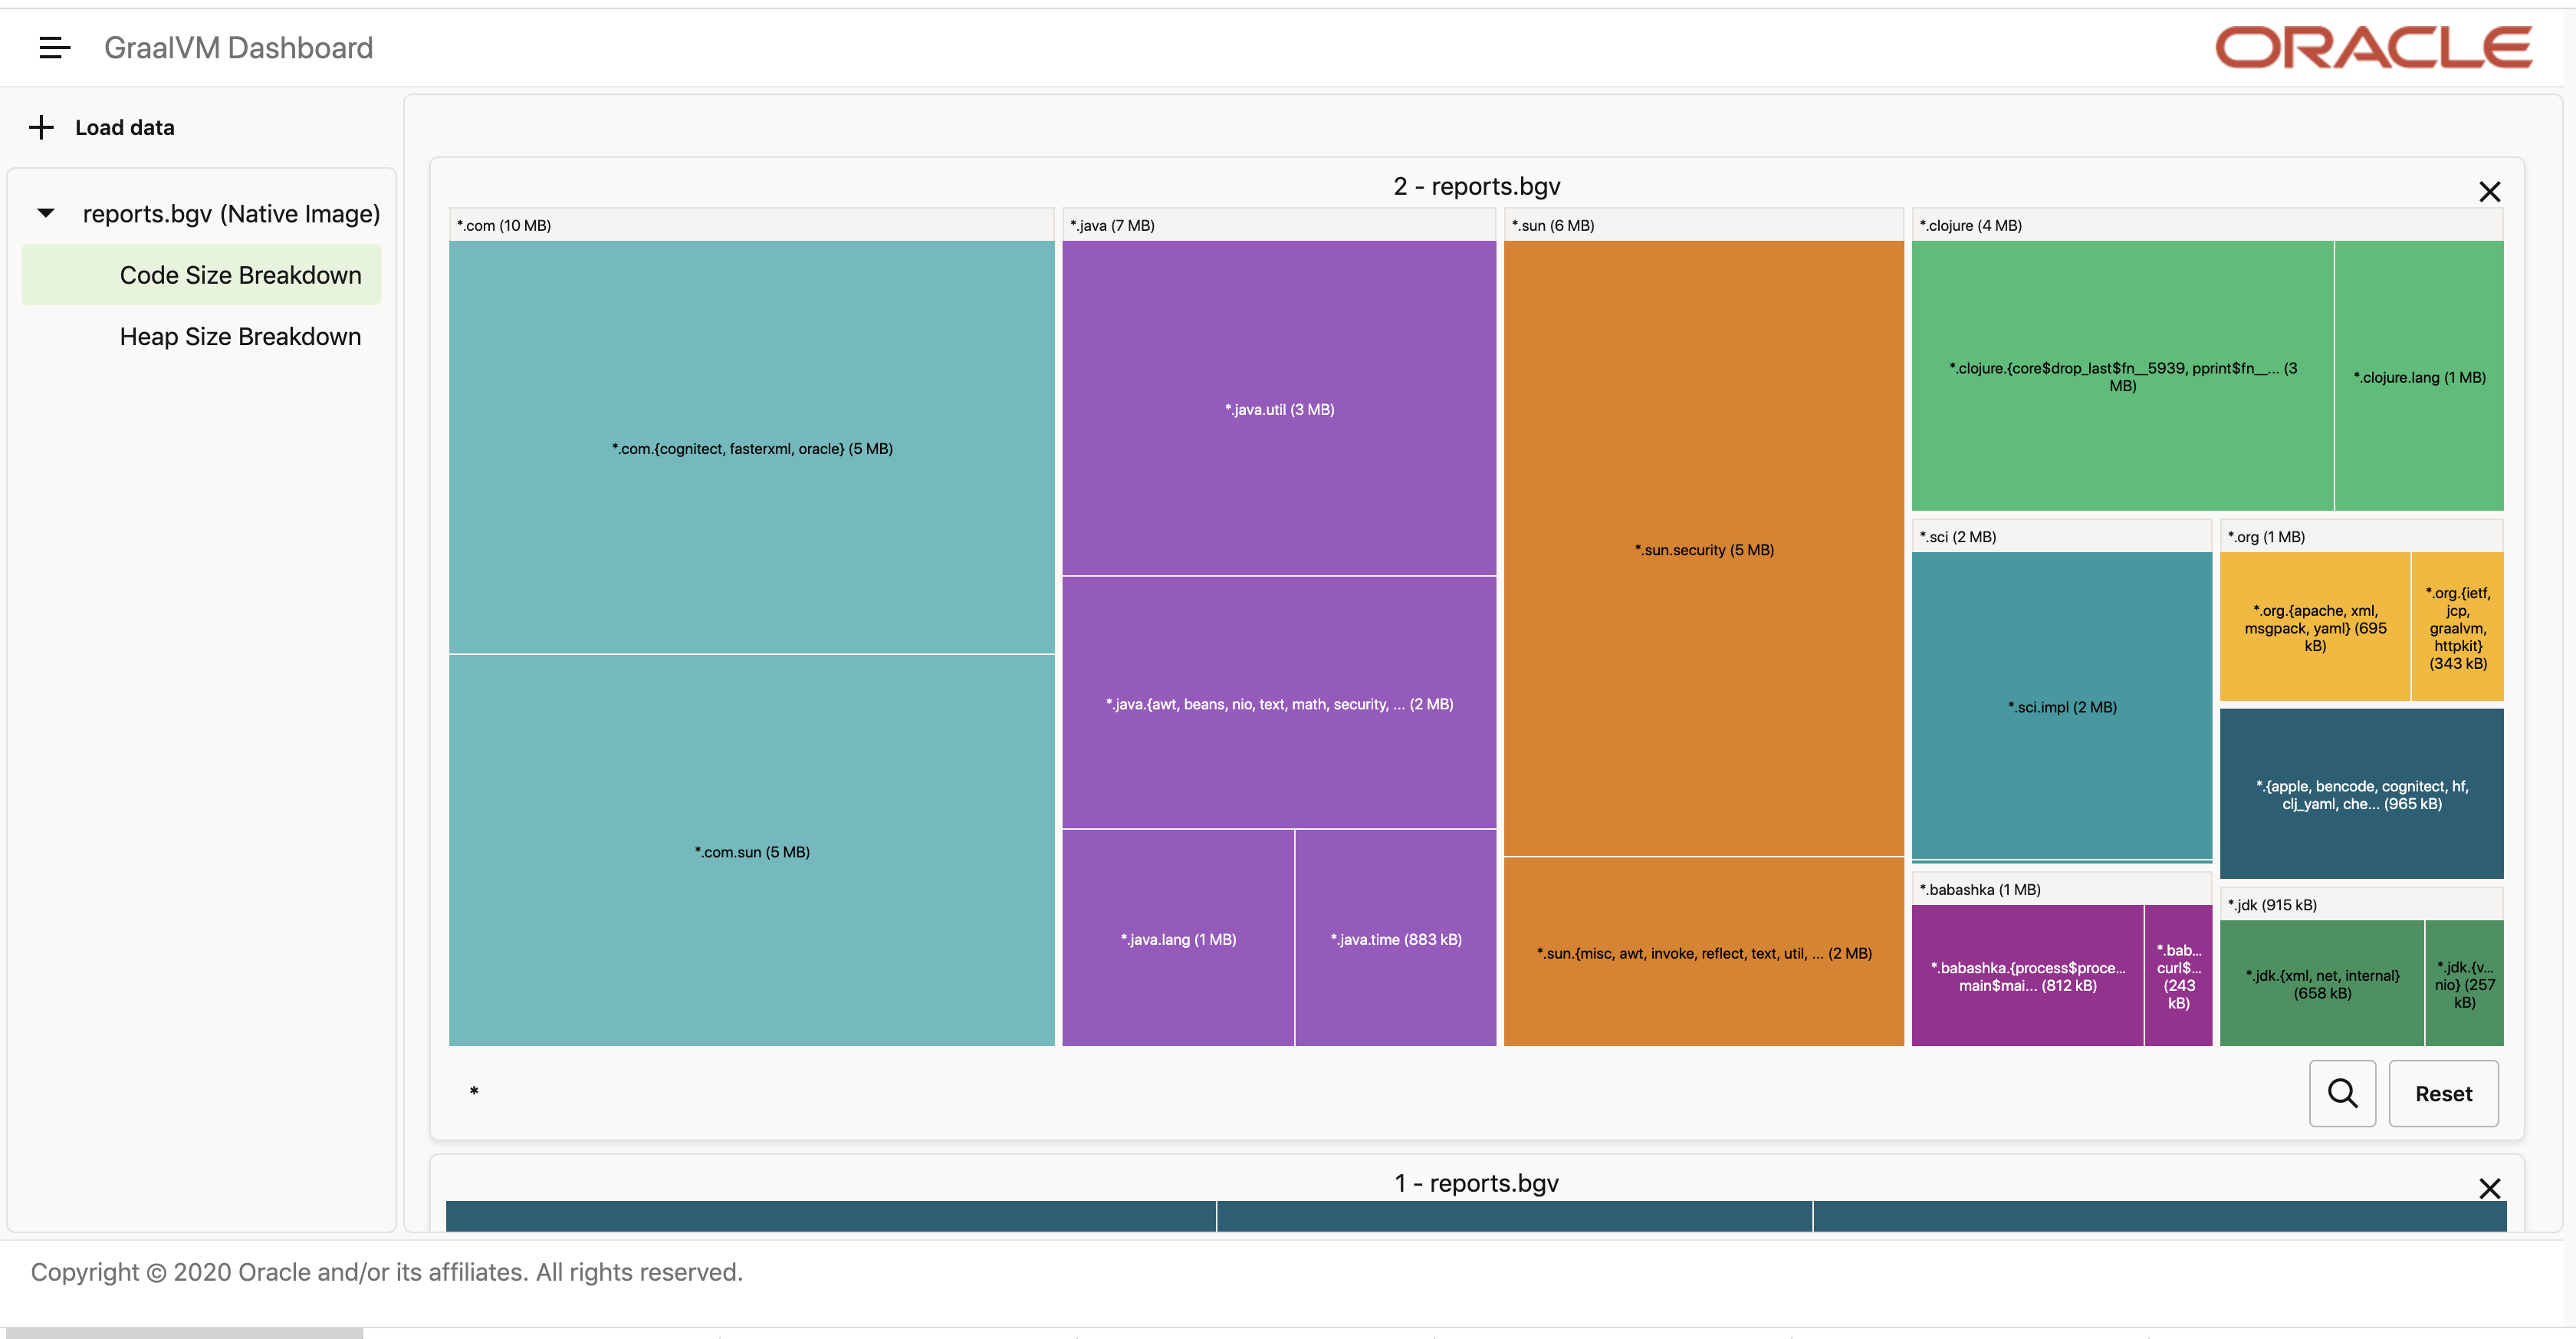 GraalVM Dashboard
ORACLE
Load data
reports.bgv (Native Image)
Code Size Breakdown
Heap Size Breakdown
2 - reports.bgv
*.com (10 MB)
*.com.{cognitect, fasterxml, oracle} (5 MB)
*.com.sun (5 MB)
*.java (7 MB)
*.java.util (3 MB)
*.java.{awt, beans, nio, text, math, security, ... (2 MB)
*.java.lang (1 MB)
*.java.time (883 kB)
*.sun (6 MB)
*.sun.security (5 MB)
*.sun.{misc, awt, invoke, reflect, text, util, ... (2 MB)
*.clojure (4 MB)
*.clojure.{core$drop_last$fn__5939, pprint$fn__... (3
MB)
*.clojure.lang (1 MB)
*.sci (2 MB)
*.sci.impl (2 MB)
*.org (1 MB)
*.org.{apache, xml,
msgpack, yaml} (695
kB)
*.org.{ietf,
jcp,
graalvm,
httpkit}
(343 kB)
*.{apple, bencode, cognitect, hf,
clj_yaml, che... (965 kB)
*.babashka (1 MB)
*.babashka.{process$proce...
main$mai... (812 kB)
*.bab...
curl$...
(243
kB)
*.jdk (915 kB)
*.jdk.{xml, net, internal}
(658 kB)
*.jdk.{v...
nio} (257
kB)
*
Reset
1 - reports.bgv
Copyright © 2020 Oracle and/or its affiliates. All rights reserved.